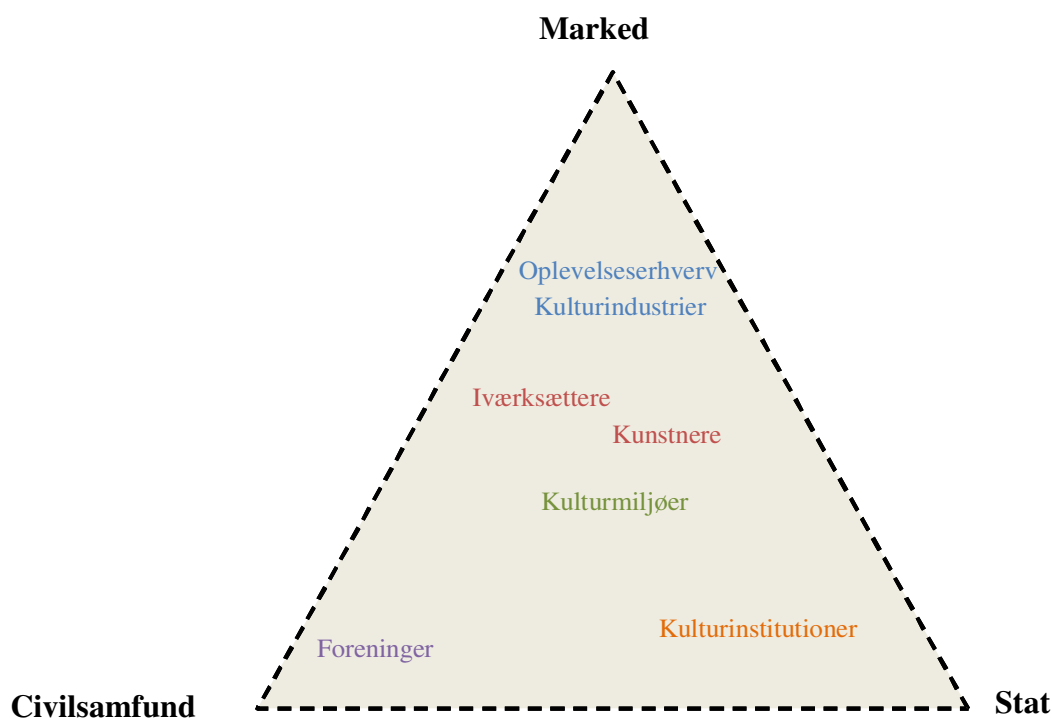 Marked
Oplevelseserhverv
Kulturindustrier
Iværksættere
Kunstnere
Kulturmiljøer
Kulturinstitutioner
Foreninger
Civilsamfund
Stat